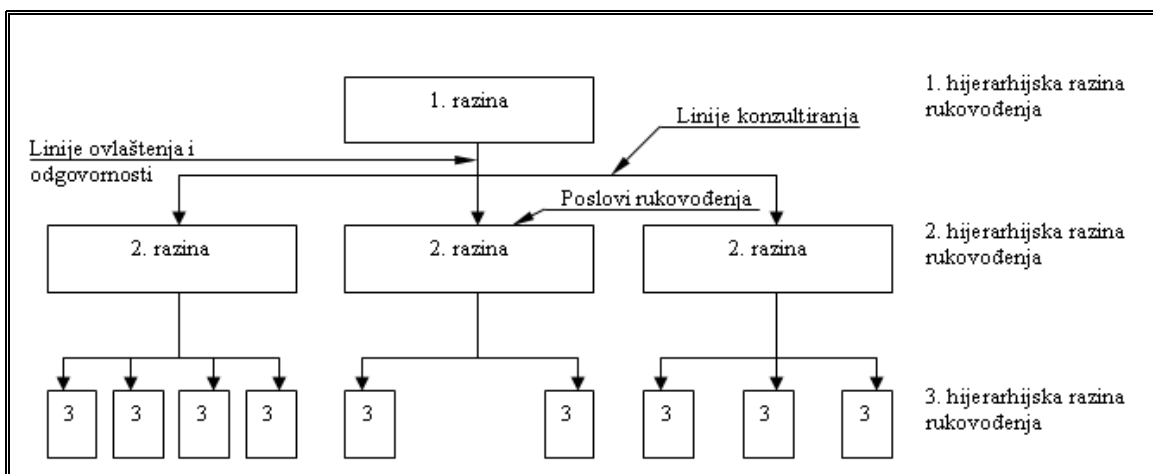 1. razina
1. hijerarhijska razina
rukovođenja
Linije konzultiranja
Linije ovlaštenja i
odgovornosti
Poslovi rukovođenja
2. razina
2. razina
2. razina
2. hijerarhijska razina
rukovođenja
3
3
3
3
3
3
3
3
3
3. hijerarhijska razina
rukovođenja